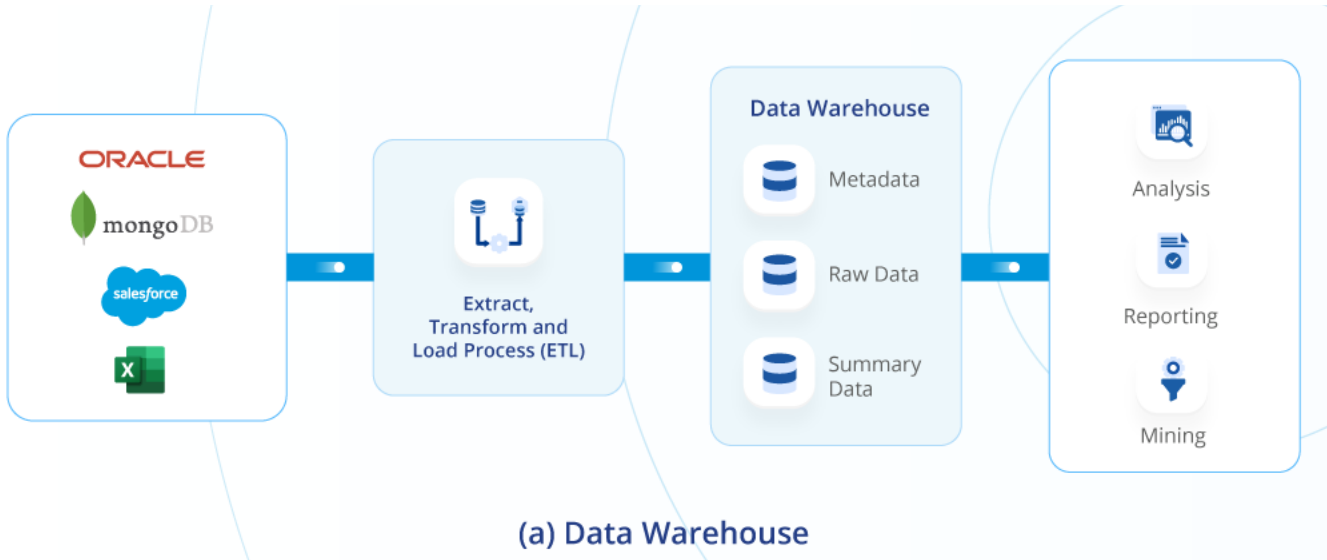 ORACLE
mongoDB
salesforce
X
Extract,
Transform and
Load Process (ETL)
Data Warehouse
Metadata
Raw Data
Summary
Data
Analysis
Reporting
Mining
(a) Data Warehouse